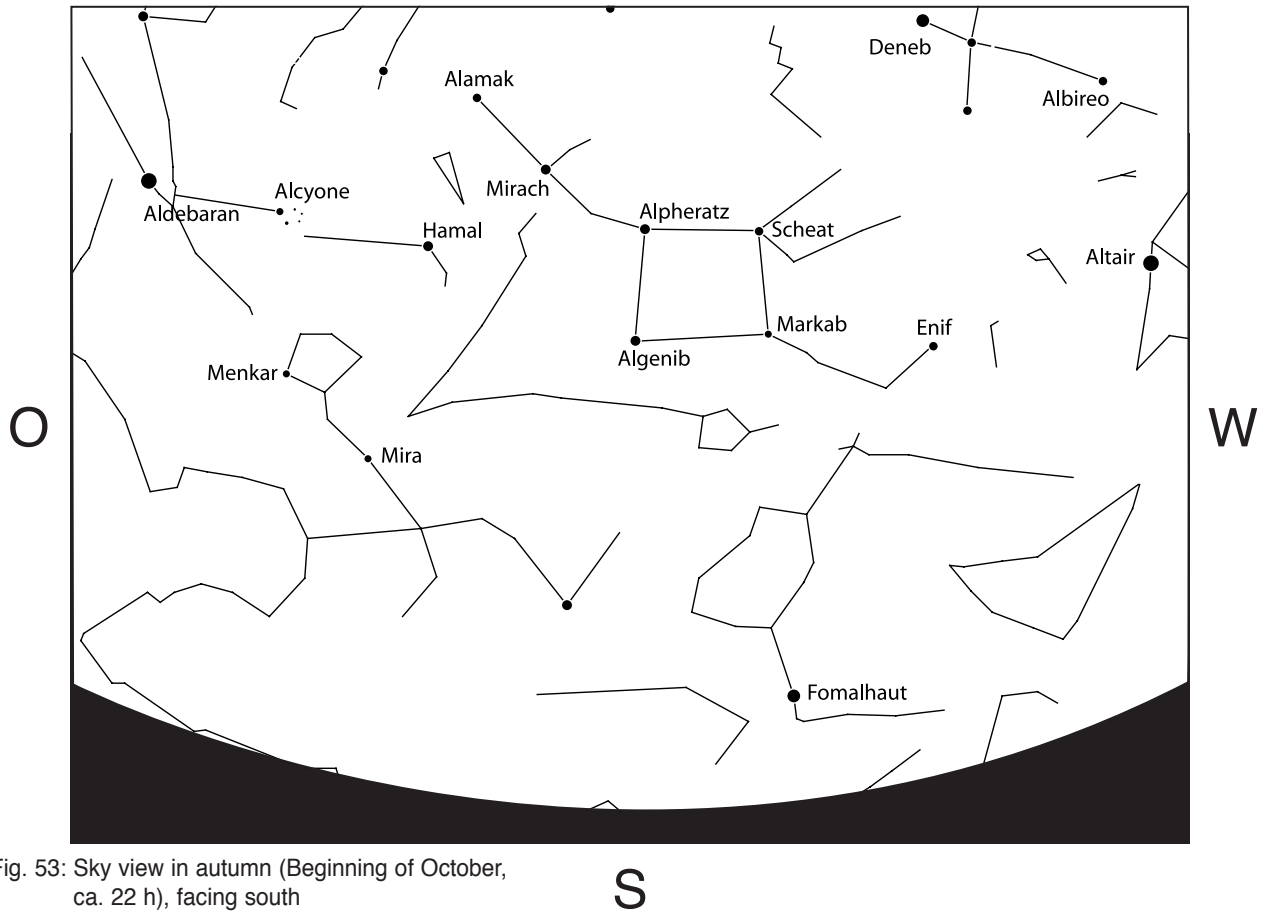 Deneb
Alamak
Albireo
Mirach
Alcyone
Aldebaran
Alpheratz
Hamal
Scheat
Altair
Markab
Enif
Algenib
Menkar
O
W
Mira
Fomalhaut
Fig. 53: Sky view in autumn (Beginning of October,
ca. 22 h), facing south
S